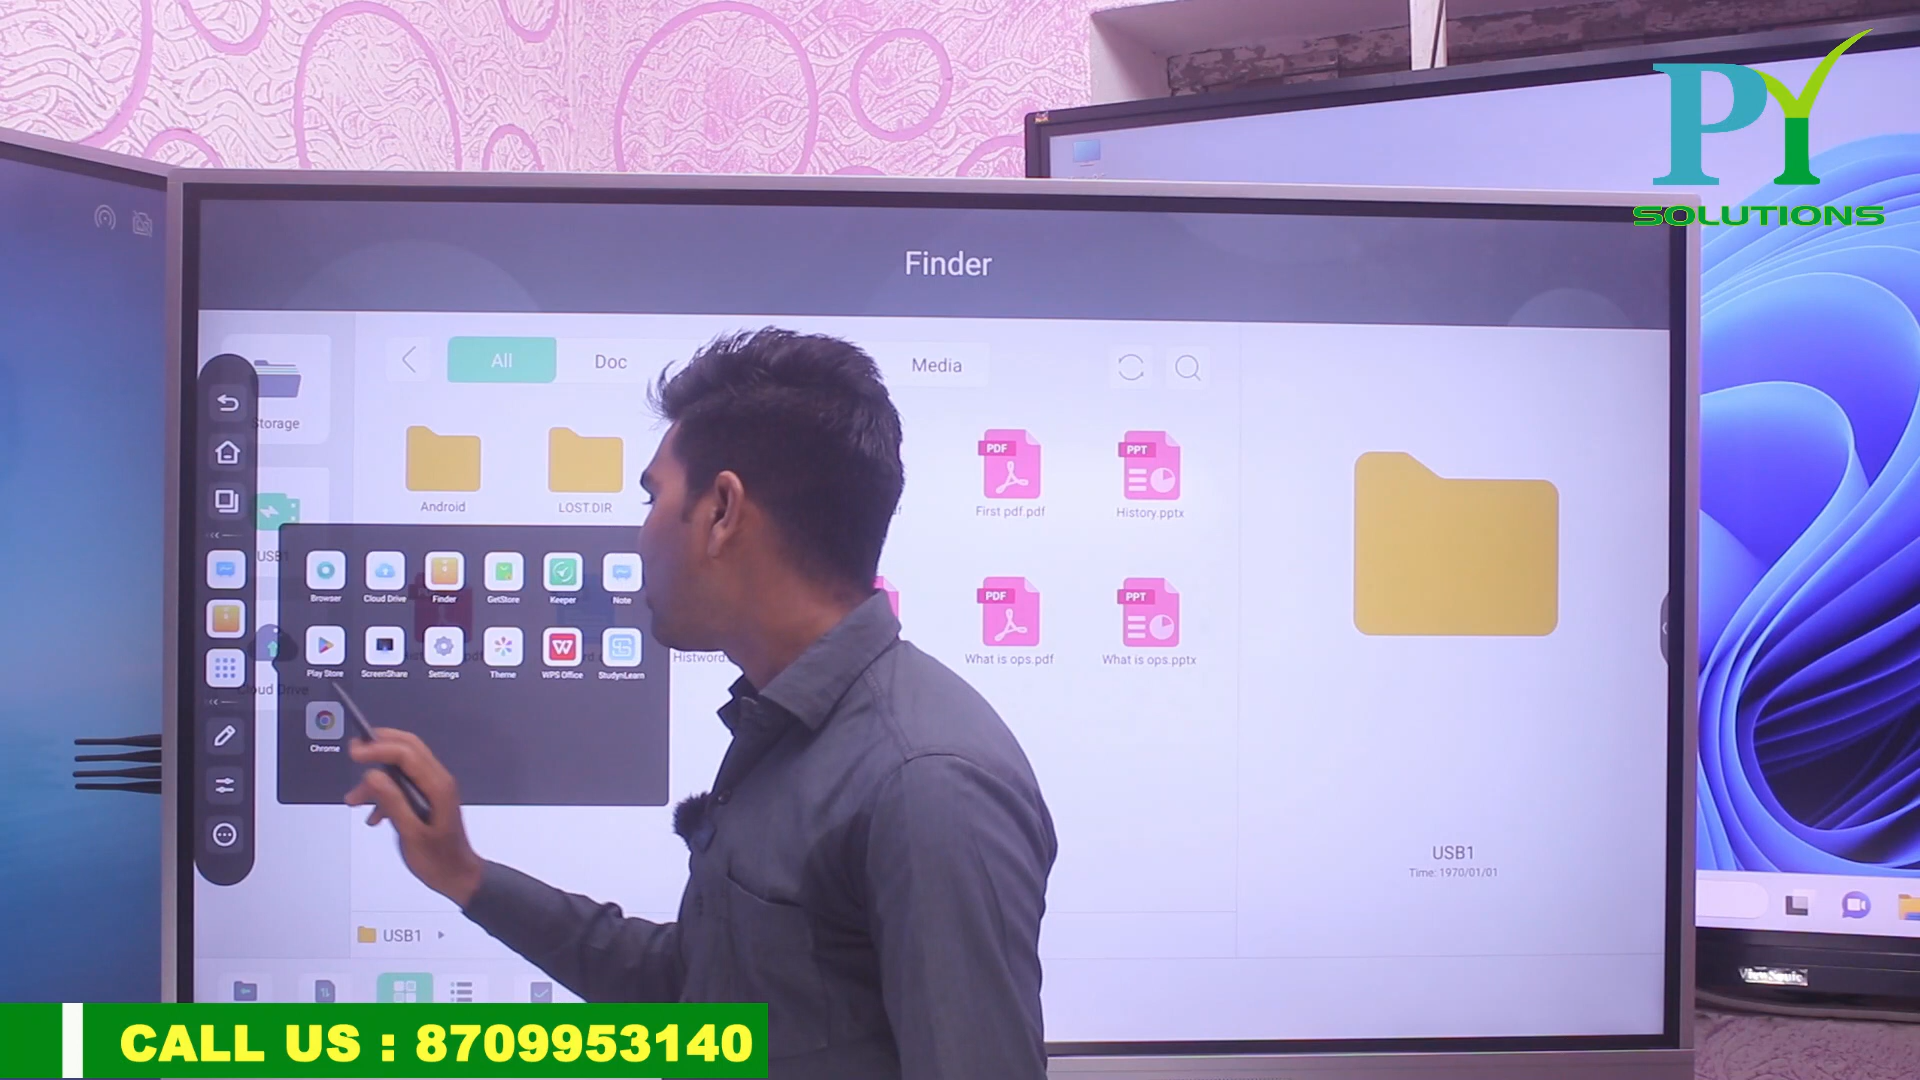 PY
SOLUTIONS
Finder
All
Doc
Media
Storage
Android
LOST.DIR
First pdf.pdf
History.pptx
PDF
PPT
USB1
Browser
Cloud Drive
Finder
GetStore
Keeper
Note
Play Store
ScreenShare
Settings
Theme
WPS Office
StudynLearn
Chrome
Cloud Drive
Histword.
PDF
PPT
What is ops.pdf
What is ops.pptx
USB1
Time: 1970/01/01
USB1
ViewSonic
CALL US : 8709953140